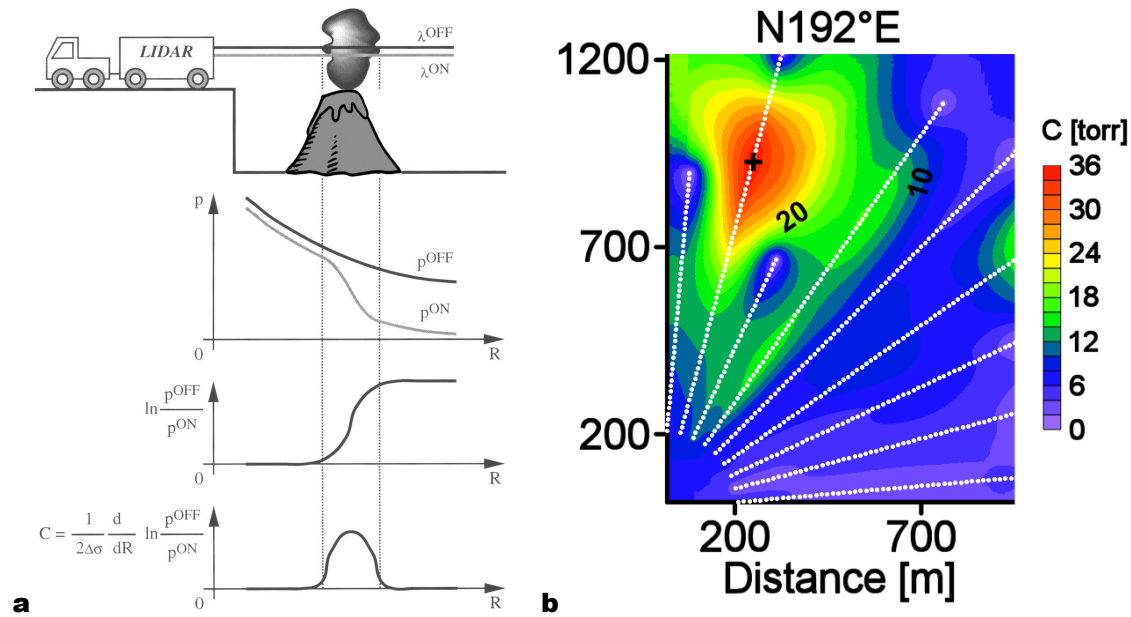 LIDAR
λOFF
λON
p
pOFF
pON
0
R
ln pOFF
pON
0
R
C = 1 d ln pOFF
2Δσ dR pON
0
R
a
N192°E
1200
700
200
200 700
Distance [m]
10
20
C [torr]
36
30
24
18
12
6
0
b